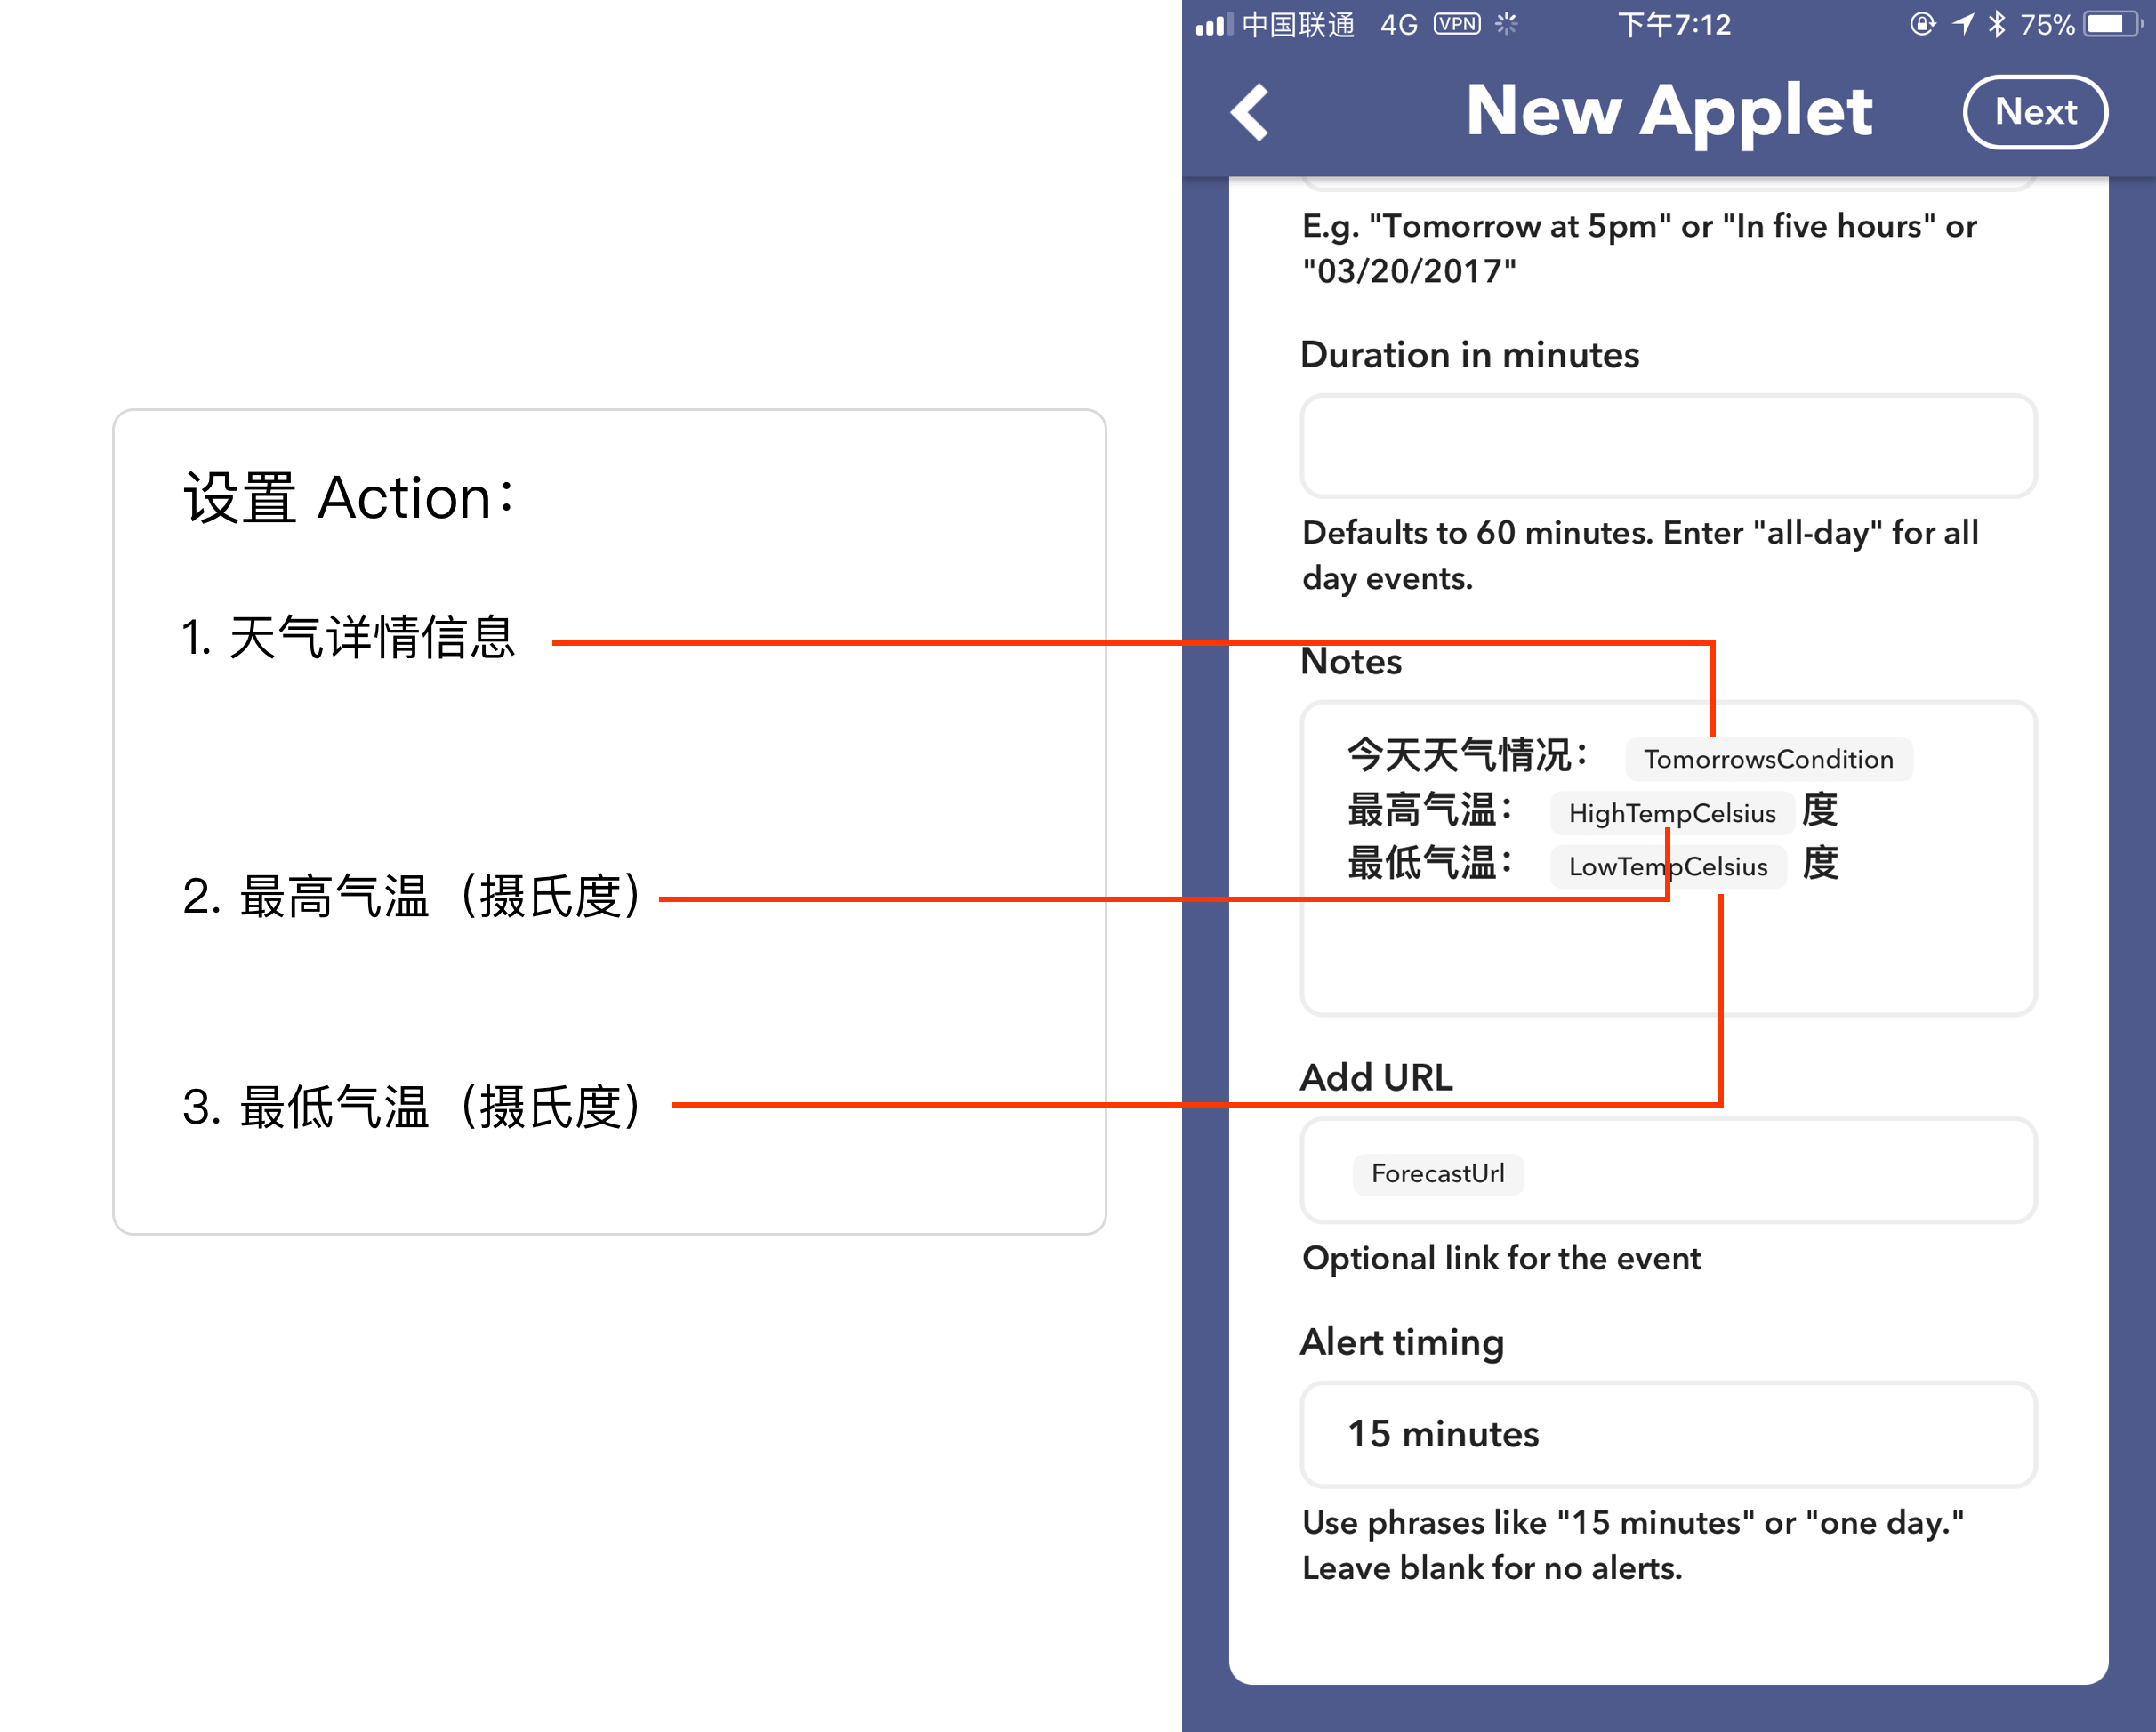 设置 Action：
1. 天气详情信息
2. 最高气温（摄氏度）
3. 最低气温（摄氏度）
中国联通 4G VPN 下午7:12 75%
New Applet
Next
E.g. "Tomorrow at 5pm" or "In five hours" or
"03/20/2017"
Duration in minutes
Defaults to 60 minutes. Enter "all-day" for all
day events.
Notes
今天天气情况： TomorrowsCondition
最高气温： HighTempCelsius 度
最低气温： LowTempCelsius 度
Add URL
ForecastUrl
Optional link for the event
Alert timing
15 minutes
Use phrases like "15 minutes" or "one day."
Leave blank for no alerts.